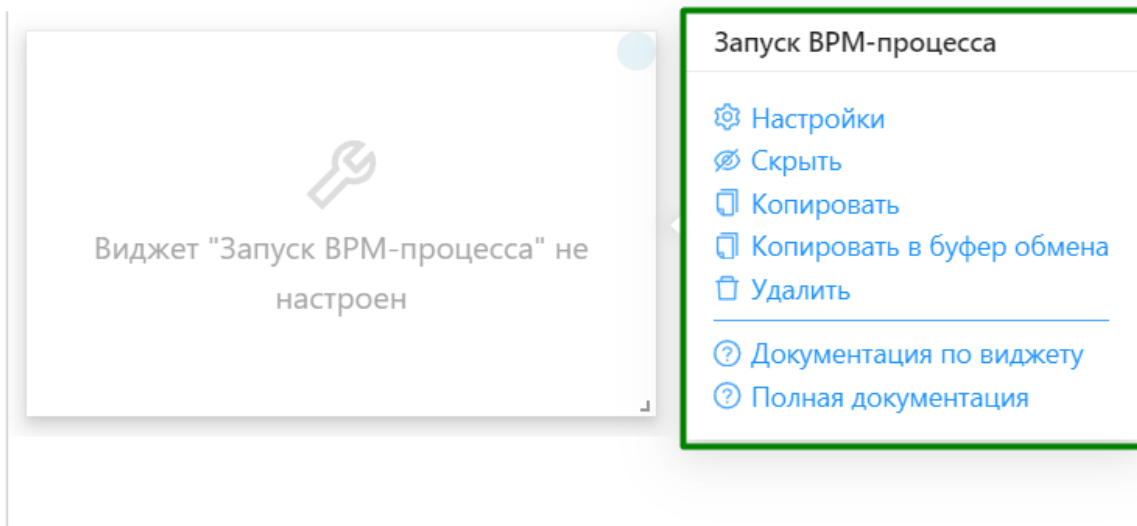 Виджет "Запуск BPM-процесса" не
настроен
Запуск BPM-процесса
Настройки
Скрыть
Копировать
Копировать в буфер обмена
Удалить
Документация по виджету
Полная документация